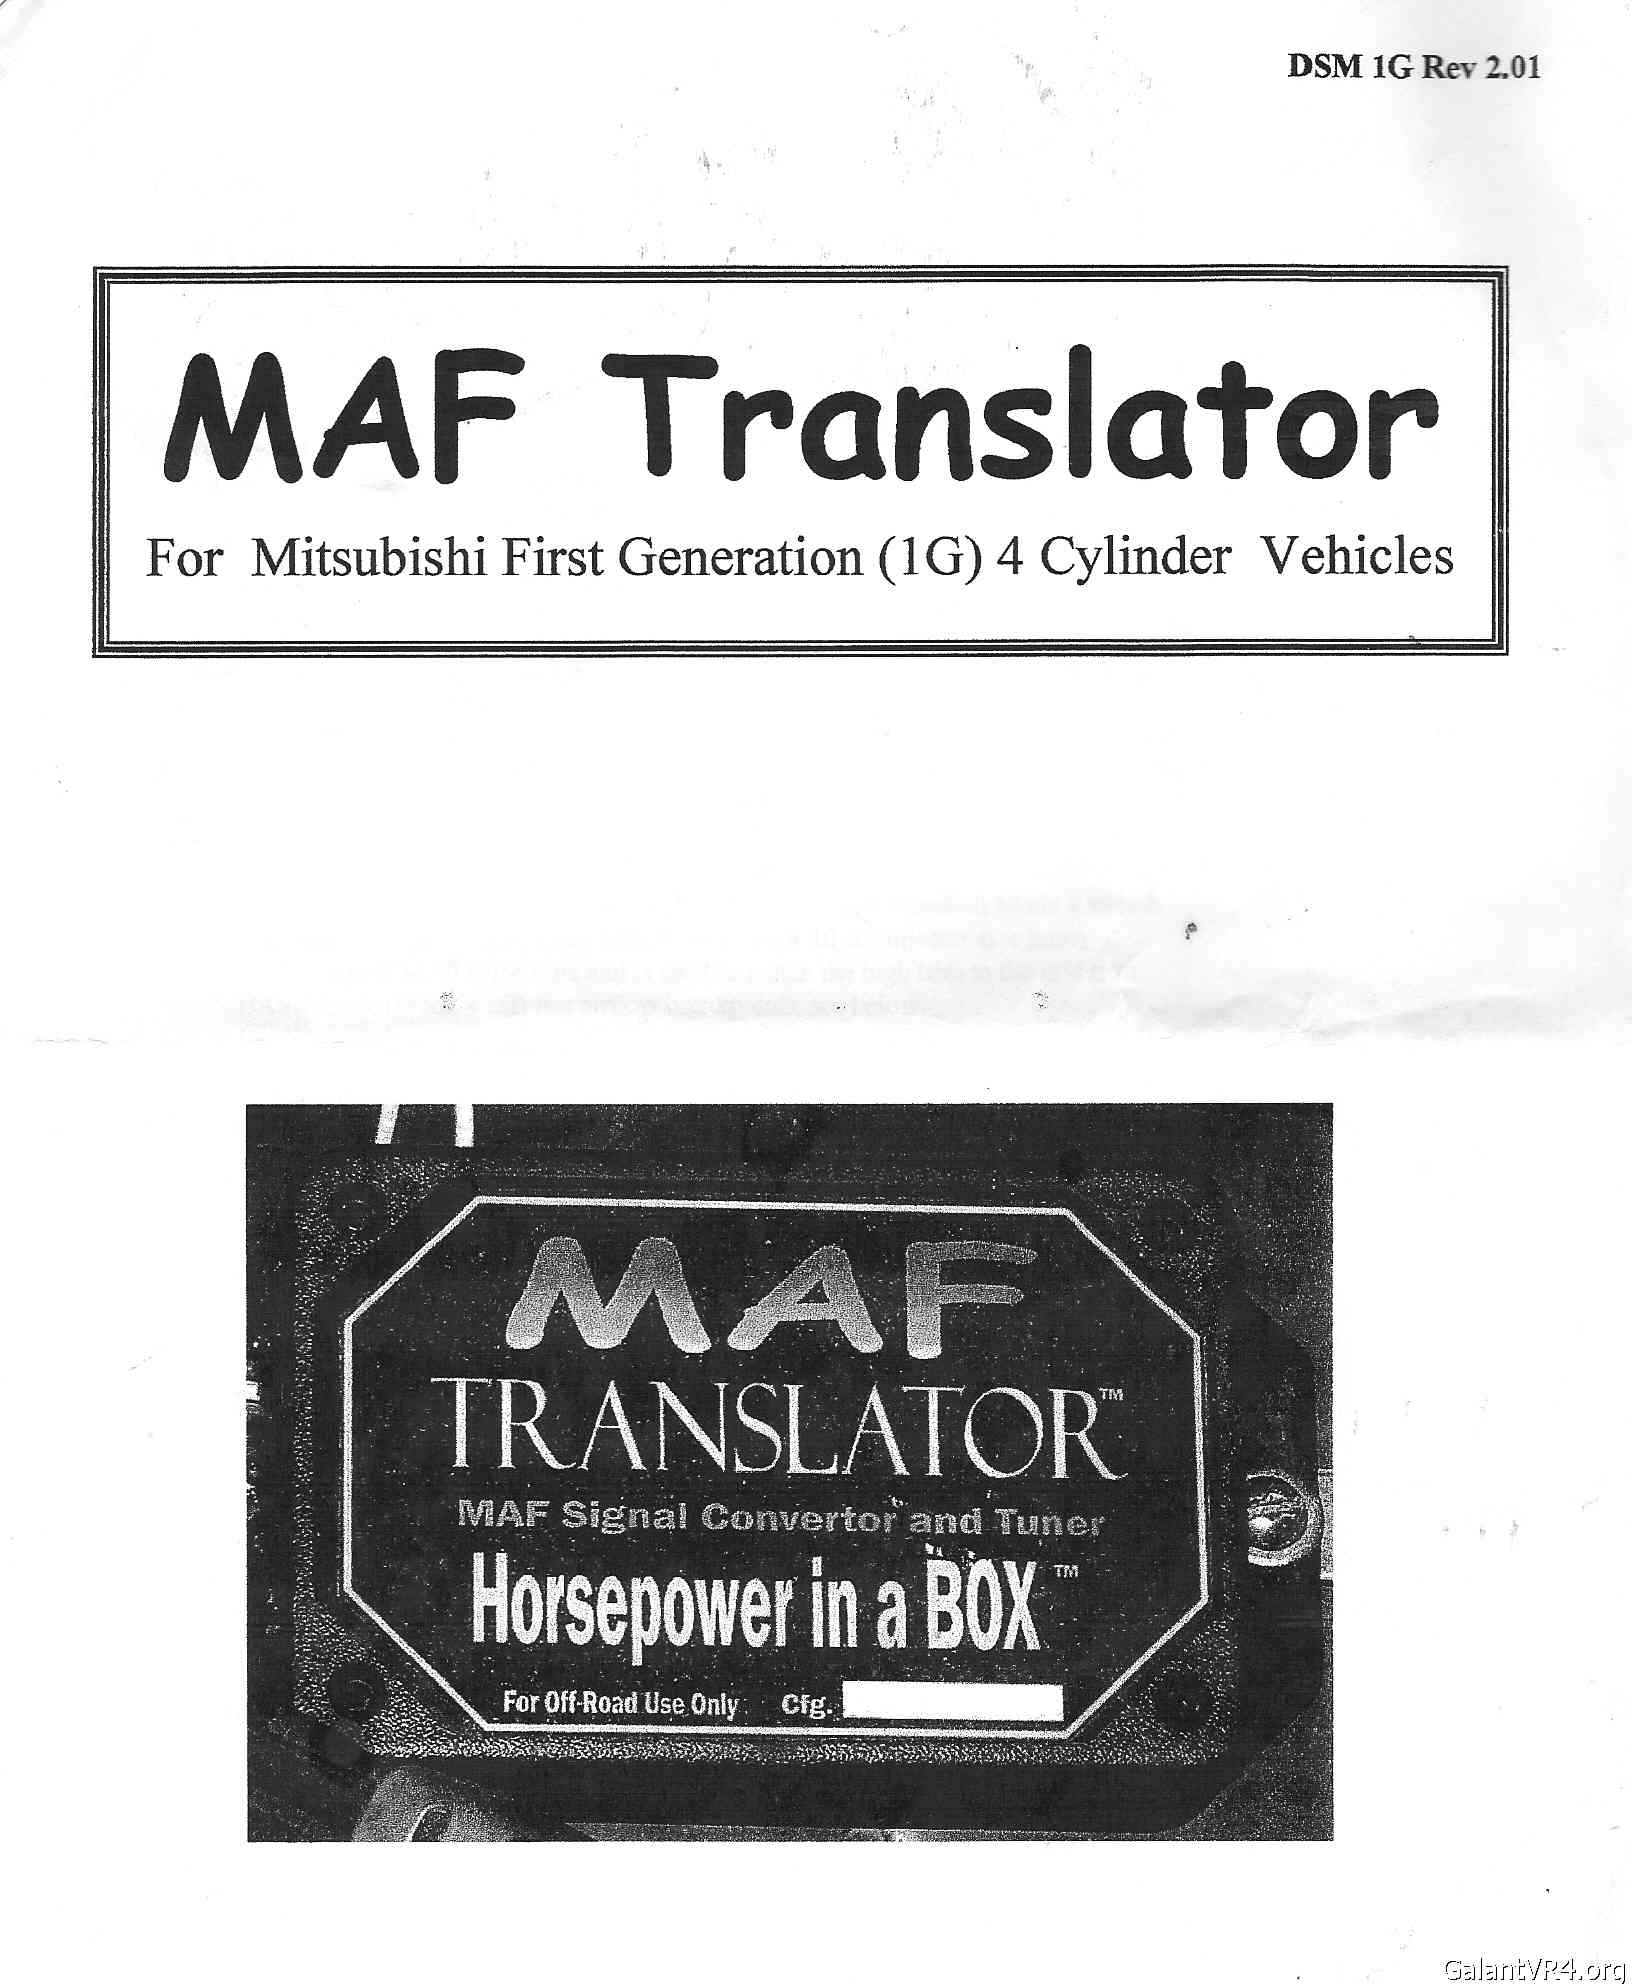 DSM 1G Rev 2.01
MAF Translator
For Mitsubishi First Generation (1G) 4 Cylinder Vehicles
MAF
TRANSLATOR™
MAF Signal Convertor and Tuner
Horsepower in a BOX™
For Off-Road Use Only Cfg.
GalantVR4.org